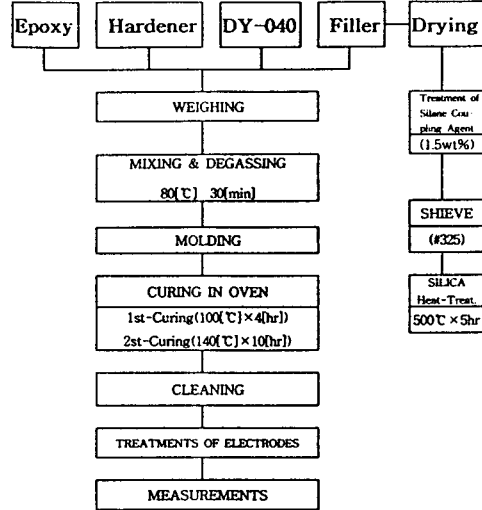 Epoxy Hardener DY-040 Filler Drying
WEIGHING
MIXING & DEGASSING
80[℃] 30[min]
MOLDING
CURING IN OVEN
1st-Curing(100[℃]×4[hr])
2st-Curing(140[℃]×10[hr])
CLEANING
TREATMENTS OF ELECTRODES
MEASUREMENTS
Treatment of
Silane Cou-
pling Agent
(1.5wt%)
SHIEVE
(#325)
SILICA
Heat-Treat.
500℃×5hr